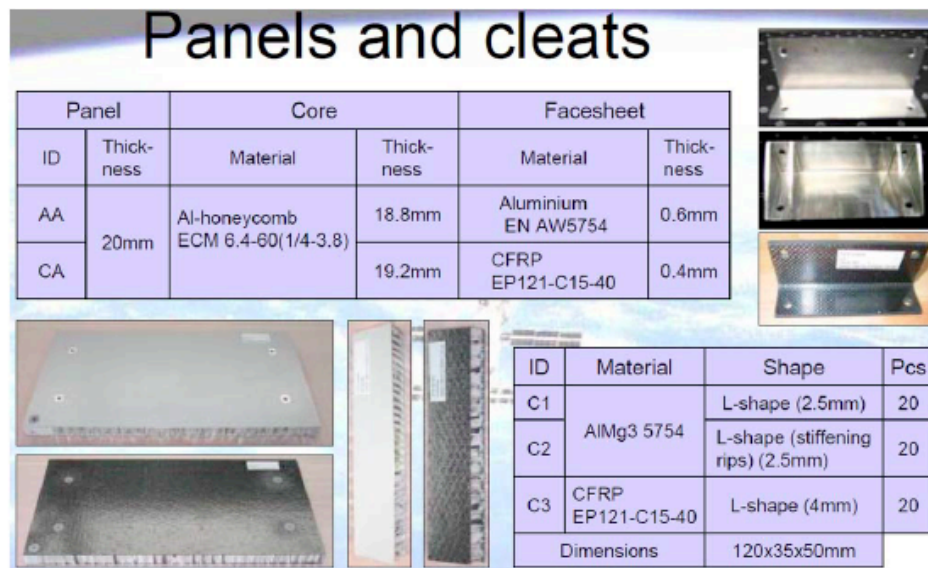 Panels and cleats
Panel Core Facesheet
ID Thick-
ness Material Thick-
ness Material Thick-
ness
AA 20mm Al-honeycomb
ECM 6.4-60(1/4-3.8) 18.8mm Aluminium
EN AW5754 0.6mm
CA 19.2mm CFRP
EP121-C15-40 0.4mm
ID Material Shape Pcs
C1 AlMg3 5754 L-shape (2.5mm) 20
C2 L-shape (stiffening
rips) (2.5mm) 20
C3 CFRP
EP121-C15-40 L-shape (4mm) 20
Dimensions 120x35x50mm